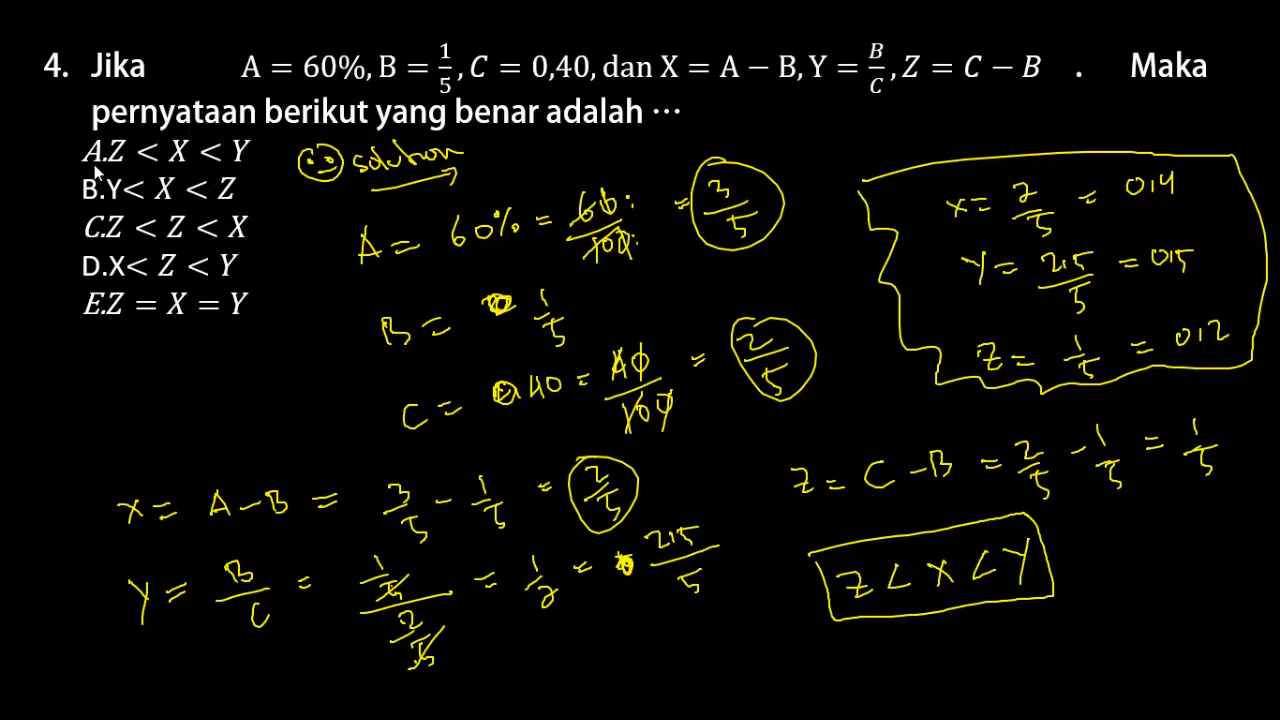 4. Jika A = 60%, B = 1/5, C = 0,40, dan X = A − B, Y = B/C, Z = C − B . Maka
pernyataan berikut yang benar adalah ⋯
A.Z < X < Y
B.Y< X < Z
C.Z < Z < X
D.X< Z < Y
E.Z = X = Y
solution
A = 60% = 60/100 = 3/5
B = 1/5
C = 0,40 = 40/100 = 2/5
X = A − B = 3/5 − 1/5 = 2/5
Y = B/C = 1/5 / 2/5 = 1/2 = 2,5/5
X = 2/5 = 0,4
Y = 2,5/5 = 0,5
Z = 1/5 = 0,2
Z = C − B = 2/5 − 1/5 = 1/5
Z < X < Y